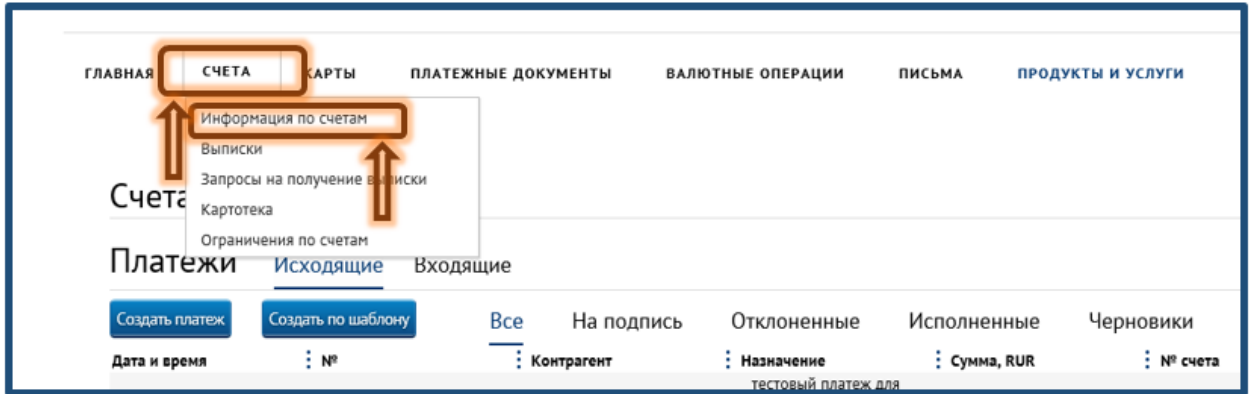 ГЛАВНАЯ СЧЕТА КАРТЫ ПЛАТЕЖНЫЕ ДОКУМЕНТЫ ВАЛЮТНЫЕ ОПЕРАЦИИ ПИСЬМА ПРОДУКТЫ И УСЛУГИ
Информация по счетам
Выписки
Запросы на получение выписки
Счета
Картотека
Ограничения по счетам
Платежи Исходящие Входящие
Создать платеж Создать по шаблону Все На подпись Отклоненные Исполненные Черновики
Дата и время № Контрагент Назначение Сумма, RUR № счета
тестовый платеж для